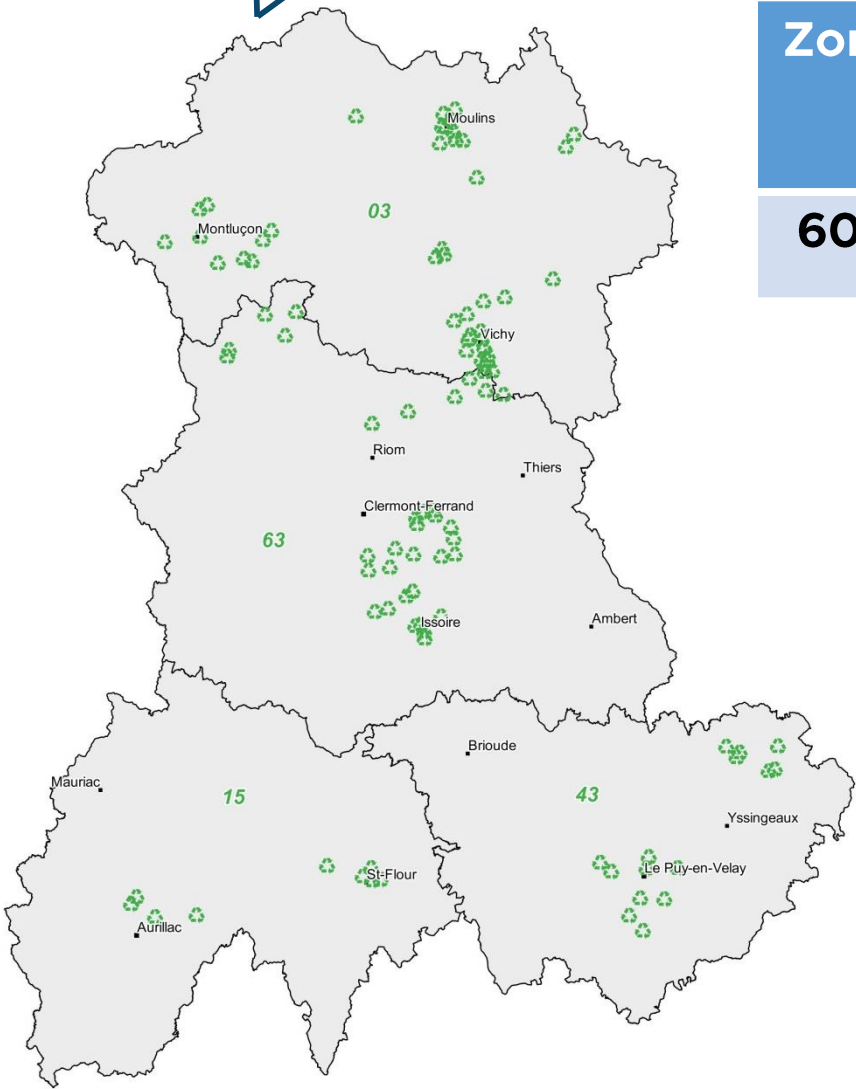 Moulins
03
Montluçon
Vichy
Riom
Thiers
Clermont-Ferrand
63
Issoire
Ambert
Brioude
Mauriac
15
43
Yssingeaux
St-Flour
Le Puy-en-Velay
Aurillac
60